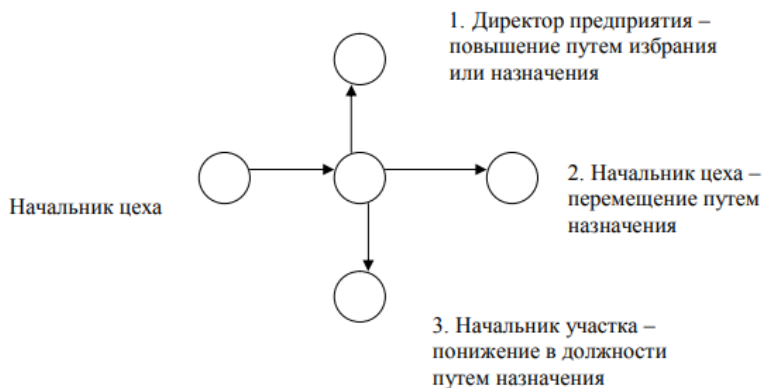 1. Директор предприятия –
повышение путем избрания
или назначения
Начальник цеха
2. Начальник цеха –
перемещение путем
назначения
3. Начальник участка –
понижение в должности
путем назначения